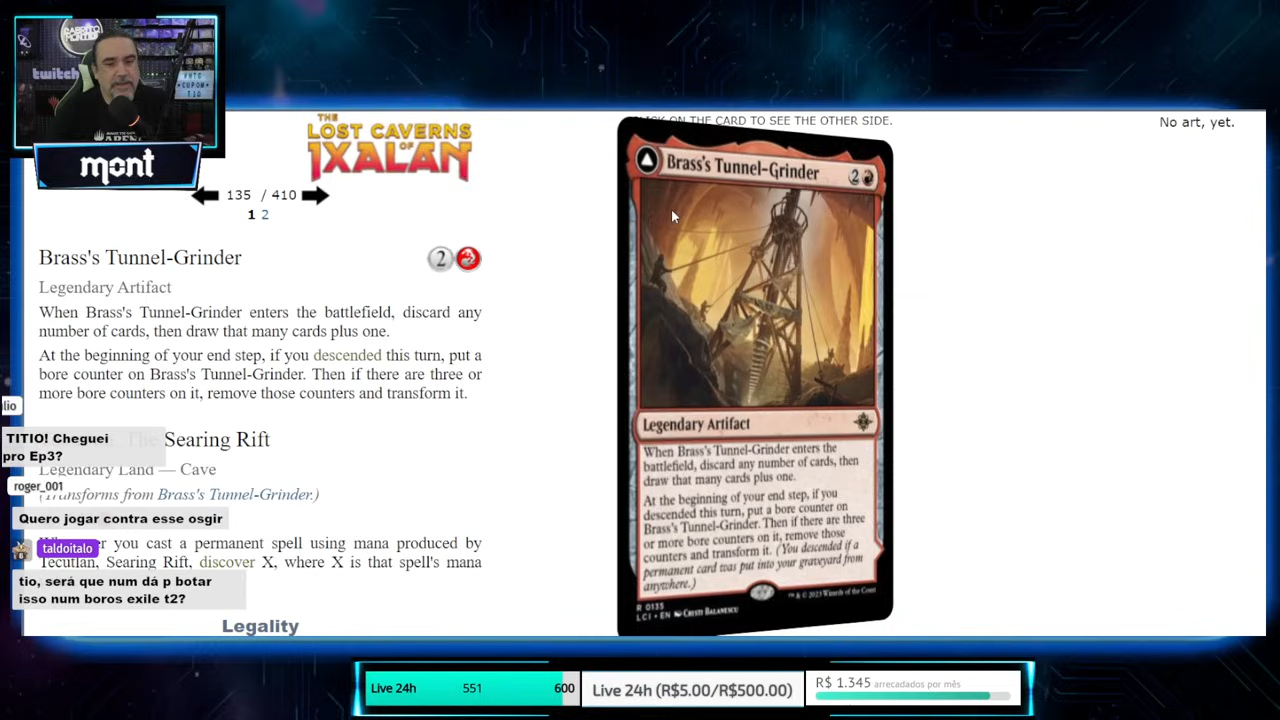 twitch
VHTG
*CUPOM*
TIO
mont
THE
LOST CAVERNS
OF
IXALAN
135 / 410
1 2
CLICK ON THE CARD TO SEE THE OTHER SIDE.
No art, yet.
Brass's Tunnel-Grinder
2
Legendary Artifact
When Brass's Tunnel-Grinder enters the battlefield, discard any
number of cards, then draw that many cards plus one.
At the beginning of your end step, if you descended this turn, put a
bore counter on Brass's Tunnel-Grinder. Then if there are three or
more bore counters on it, remove those counters and transform it.
The Searing Rift
Legendary Land — Cave
(Transforms from Brass's Tunnel-Grinder.)
you cast a permanent spell using mana produced by
Tecutlan, Searing Rift, discover X, where X is that spell's mana
Legality
lio
TITIO! Cheguei
pro Ep3?
roger_001
Quero jogar contra esse osgir
taldoitalo
tio, será que num dá p botar
isso num boros exile t2?
Brass's Tunnel-Grinder
2
Legendary Artifact
When Brass's Tunnel-Grinder enters the
battlefield, discard any number of cards, then
draw that many cards plus one.
At the beginning of your end step, if you
descended this turn, put a bore counter on
Brass's Tunnel-Grinder. Then if there are three
or more bore counters on it, remove those
counters and transform it. (You descended if a
permanent card was put into your graveyard from
anywhere.)
R 0135
LCI • EN CRISTI BALANESCU
™ & © 2023 Wizards of the Coast
Live 24h 551 600
Live 24h (R$5.00/R$500.00)
R$ 1.345 arrecadados por mês